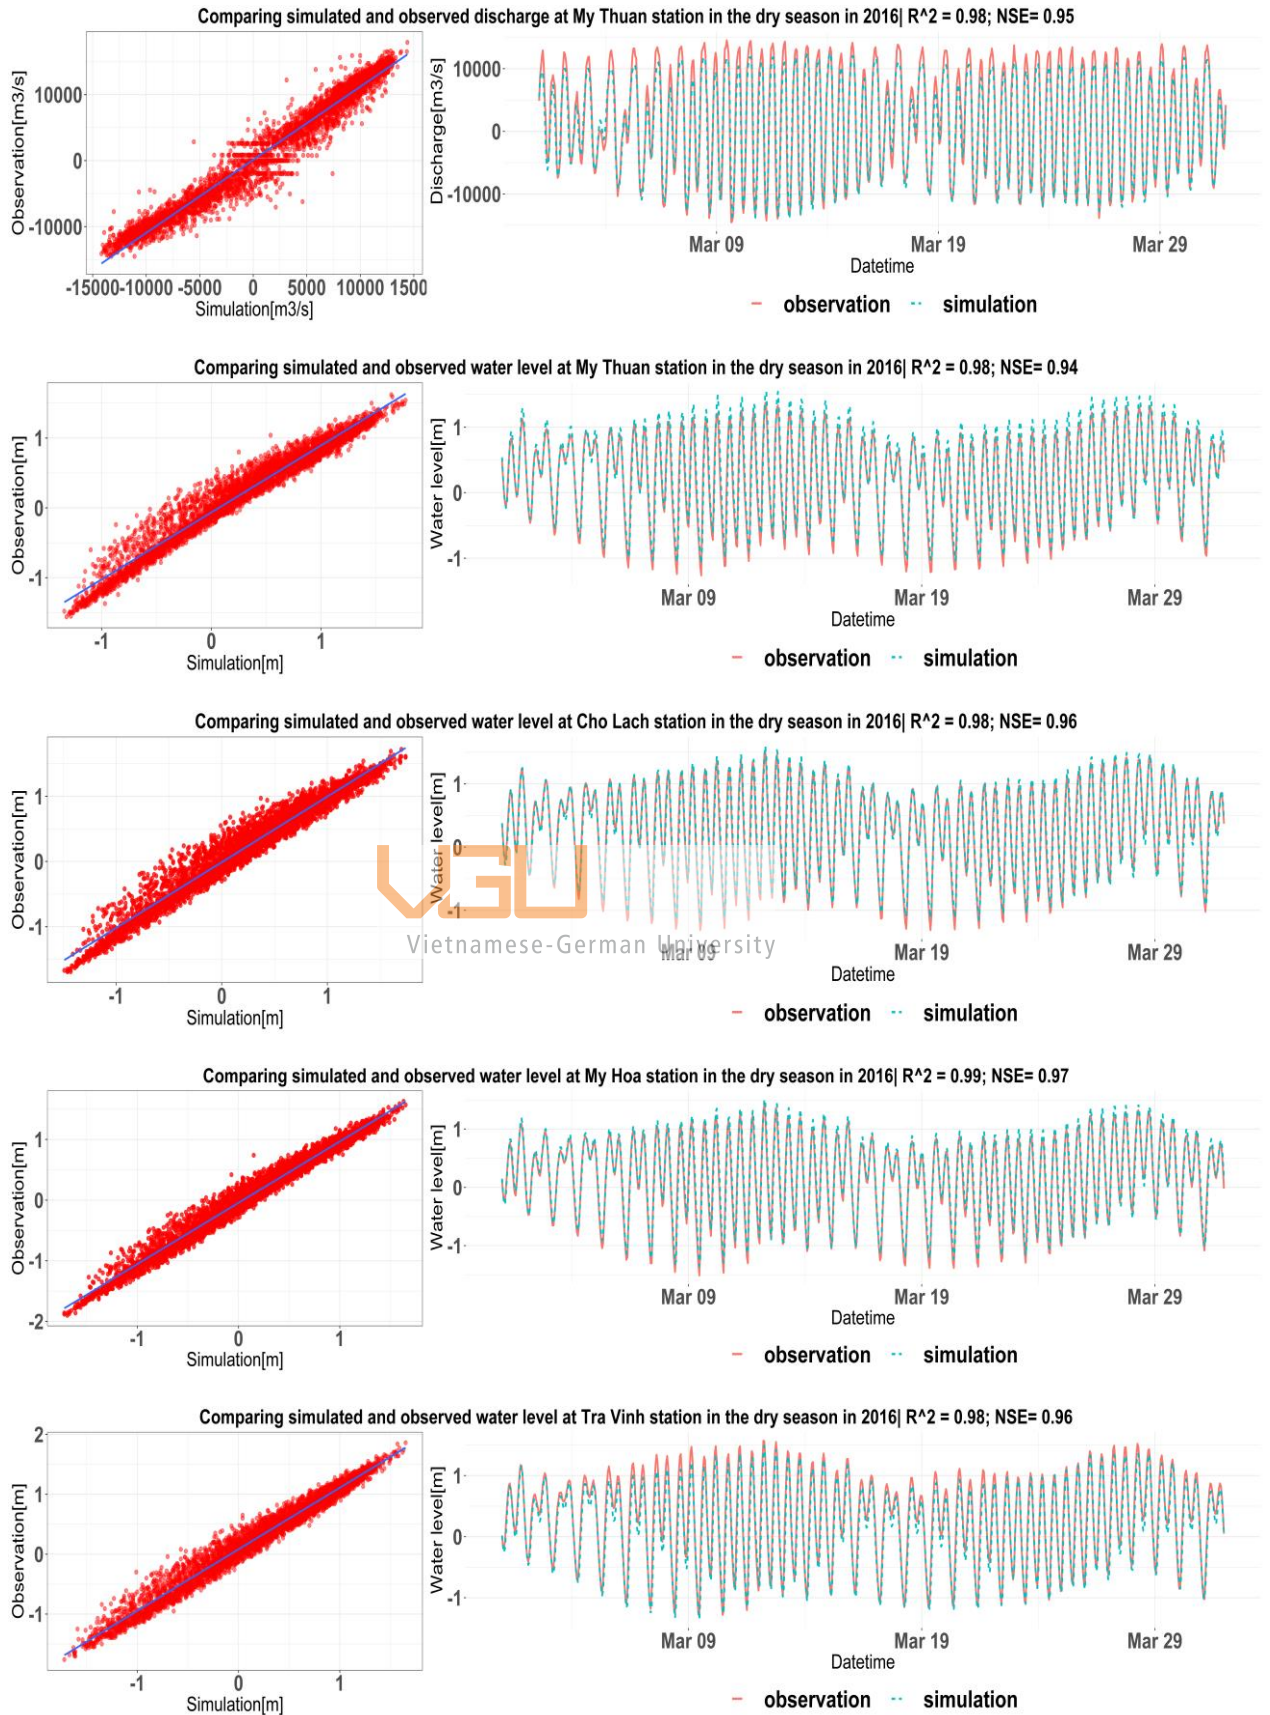 Comparing simulated and observed discharge at My Thuan station in the dry season in 2016| R^2 = 0.98; NSE= 0.95
Observation[m3/s]
10000
0
-10000
-15000 -10000 -5000 0 5000 10000 1500
Simulation[m3/s]
Discharge[m3/s]
10000
0
-10000
Mar 09 Mar 19 Mar 29
Datetime
observation simulation
Comparing simulated and observed water level at My Thuan station in the dry season in 2016| R^2 = 0.98; NSE= 0.94
Observation[m]
1
0
-1
-1 0 1
Simulation[m]
Water level[m]
1
0
-1
Mar 09 Mar 19 Mar 29
Datetime
observation simulation
Comparing simulated and observed water level at Cho Lach station in the dry season in 2016| R^2 = 0.98; NSE= 0.96
Observation[m]
1
0
-1
-1 0 1
Simulation[m]
Water level[m]
1
0
-1
Mar 09 Mar 19 Mar 29
Datetime
observation simulation
VGU
Vietnamese-German University
Comparing simulated and observed water level at My Hoa station in the dry season in 2016| R^2 = 0.99; NSE= 0.97
Observation[m]
1
0
-1
-2
-1 0 1
Simulation[m]
Water level[m]
1
0
-1
Mar 09 Mar 19 Mar 29
Datetime
observation simulation
Comparing simulated and observed water level at Tra Vinh station in the dry season in 2016| R^2 = 0.98; NSE= 0.96
Observation[m]
2
1
0
-1
-1 0 1
Simulation[m]
Water level[m]
1
0
-1
Mar 09 Mar 19 Mar 29
Datetime
observation simulation